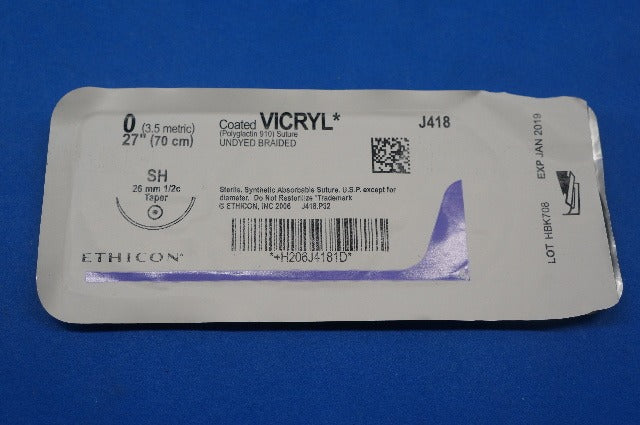 0 (3.5 metric)
27" (70 cm)
Coated VICRYL*
(Polyglactin 910) Suture
UNDYED BRAIDED
J418
SH
26 mm 1/2c
Taper
Sterile, Synthetic Absorbable Suture, U.S.P. except for
diameter. Do Not Resterilize *Trademark
© ETHICON, INC 2006 J418.P32
*+H206J4181D*
ETHICON*
LOT HBK708 EXP JAN 2019